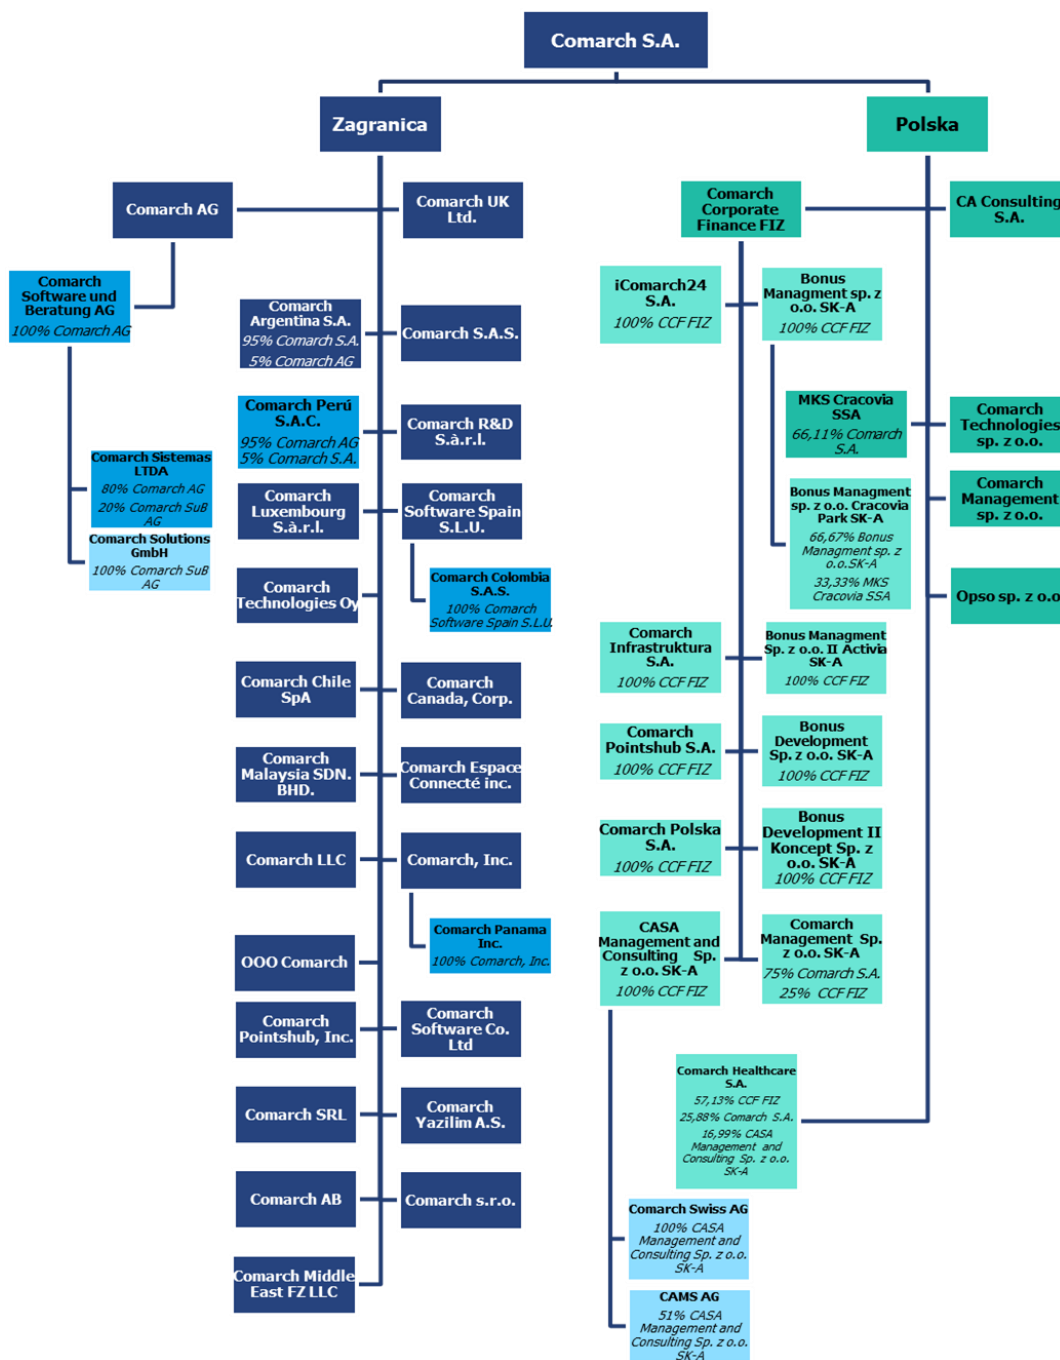 Comarch S.A.
Zagranica
Polska
Comarch AG
Comarch UK
Ltd.
Comarch
Corporate
Finance FIZ
CA Consulting
S.A.
Comarch
Software und
Beratung AG
100% Comarch AG
Comarch
Argentina S.A.
95% Comarch S.A.
5% Comarch AG
Comarch S.A.S.
iComarch24
S.A.
100% CCF FIZ
Bonus
Managment sp. z
o.o. SK-A
100% CCF FIZ
Comarch Perú
S.A.C.
95% Comarch AG
5% Comarch S.A.
Comarch R&D
S.à.r.l.
MKS Cracovia
SSA
66,11% Comarch
S.A.
Comarch
Technologies
sp. z o.o.
Comarch Sistemas
LTDA
80% Comarch AG
20% Comarch SuB
AG
Comarch
Luxembourg
S.à.r.l.
Comarch
Software Spain
S.L.U.
Bonus Managment
sp. z o.o. Cracovia
Park SK-A
66,67% Bonus
Managment sp. z
o.o.SK-A
33,33% MKS
Cracovia SSA
Comarch
Management
sp. z o.o.
Comarch Solutions
GmbH
100% Comarch SuB
AG
Comarch
Technologies Oy
Comarch Colombia
S.A.S.
100% Comarch
Software Spain S.L.U.
Opso sp. z o.o
Comarch
Infrastruktura
S.A.
100% CCF FIZ
Bonus Managment
Sp. z o.o. II Activia
SK-A
100% CCF FIZ
Comarch Chile
SpA
Comarch
Canada, Corp.
Comarch
Pointshub S.A.
100% CCF FIZ
Bonus
Development
Sp. z o.o. SK-A
100% CCF FIZ
Comarch
Malaysia SDN.
BHD.
Comarch Espace
Connecté inc.
Comarch Polska
S.A.
100% CCF FIZ
Bonus
Development II
Koncept Sp. z
o.o. SK-A
100% CCF FIZ
Comarch LLC
Comarch, Inc.
Comarch Panama
Inc.
100% Comarch, Inc.
CASA
Management and
Consulting Sp.
z o.o. SK-A
100% CCF FIZ
Comarch
Management Sp.
z o.o. SK-A
75% Comarch S.A.
25% CCF FIZ
OOO Comarch
Comarch
Pointshub, Inc.
Comarch
Software Co.
Ltd
Comarch Healthcare
S.A.
57,13% CCF FIZ
25,88% Comarch S.A.
16,99% CASA
Management and
Consulting Sp. z o.o.
SK-A
Comarch SRL
Comarch
Yazilim A.S.
Comarch AB
Comarch s.r.o.
Comarch Swiss AG
100% CASA
Management and
Consulting Sp. z o.o.
SK-A
Comarch Middle
East FZ LLC
CAMS AG
51% CASA
Management and
Consulting Sp. z o.o.
SK-A